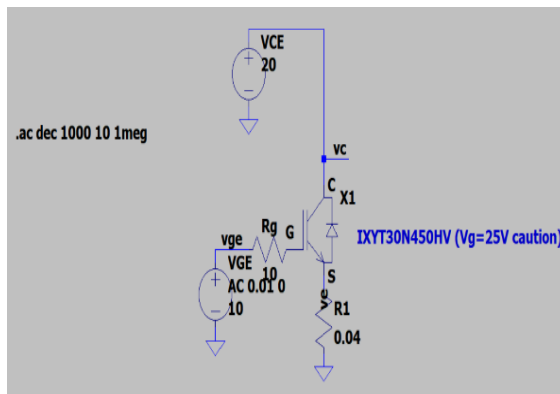 VCE
20
.ac dec 1000 10 1meg
vc
C
X1
Rg
G
vge
IXYT30N450HV (Vg=25V caution)
VGE
10
S
AC 0.01 0
10
ve
R1
0.04